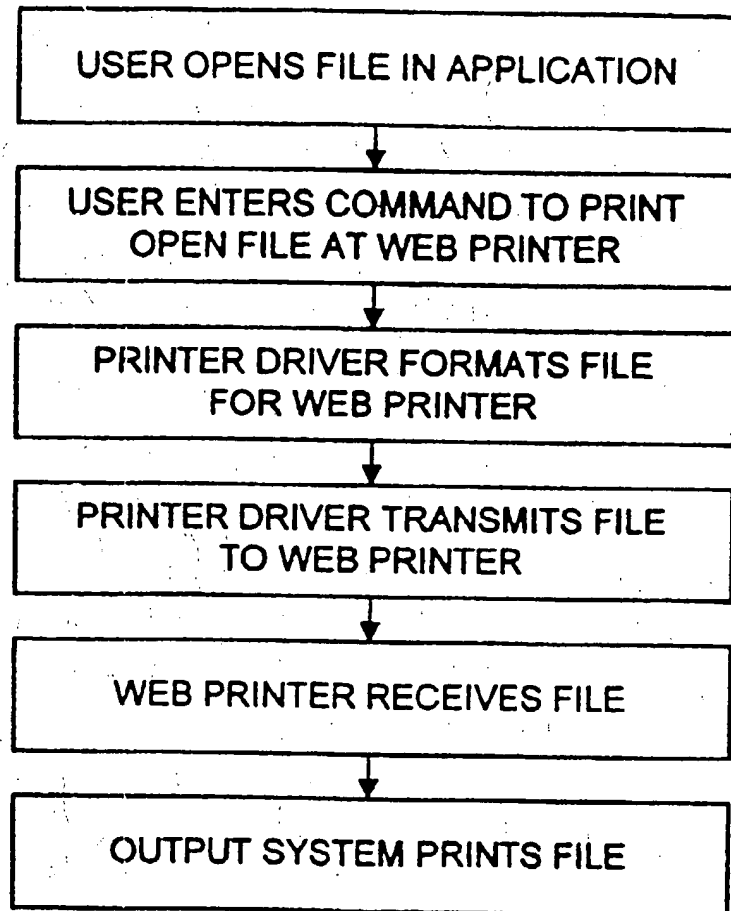 USER OPENS FILE IN APPLICATION
USER ENTERS COMMAND TO PRINT
OPEN FILE AT WEB PRINTER
PRINTER DRIVER FORMATS FILE
FOR WEB PRINTER
PRINTER DRIVER TRANSMITS FILE
TO WEB PRINTER
WEB PRINTER RECEIVES FILE
OUTPUT SYSTEM PRINTS FILE